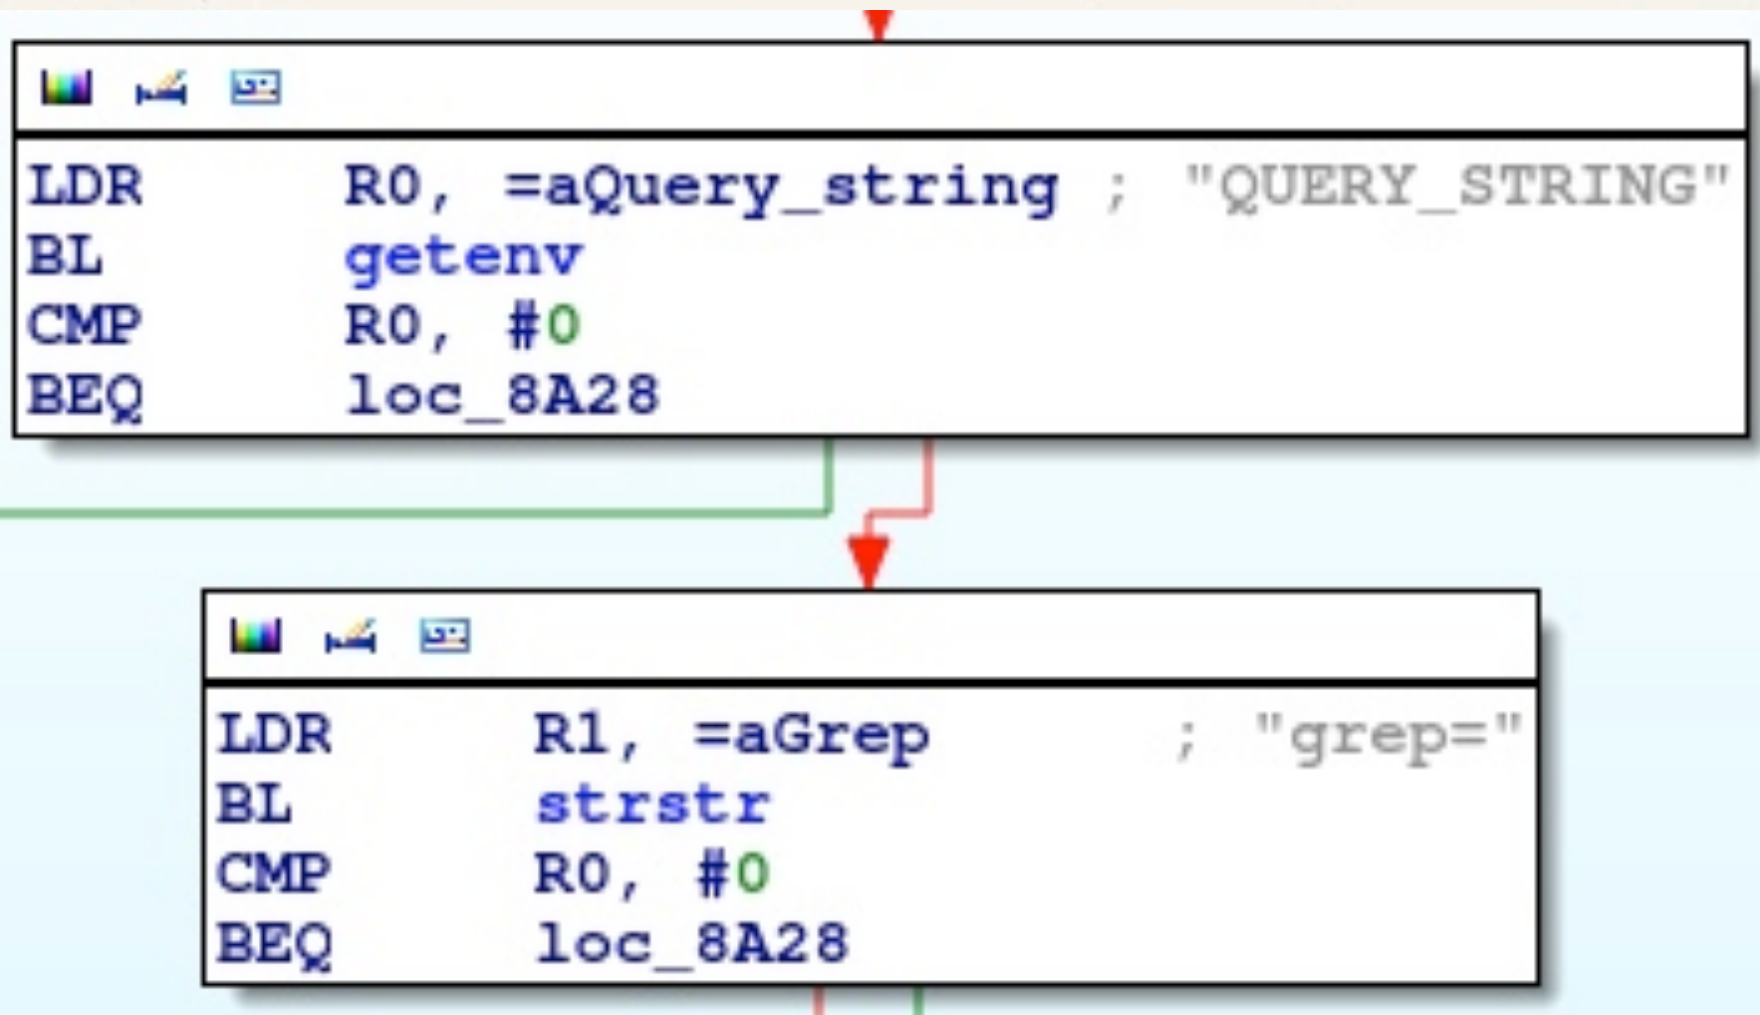 LDR R0, =aQuery_string ; "QUERY_STRING"
BL getenv
CMP R0, #0
BEQ loc_8A28
LDR R1, =aGrep ; "grep="
BL strstr
CMP R0, #0
BEQ loc_8A28